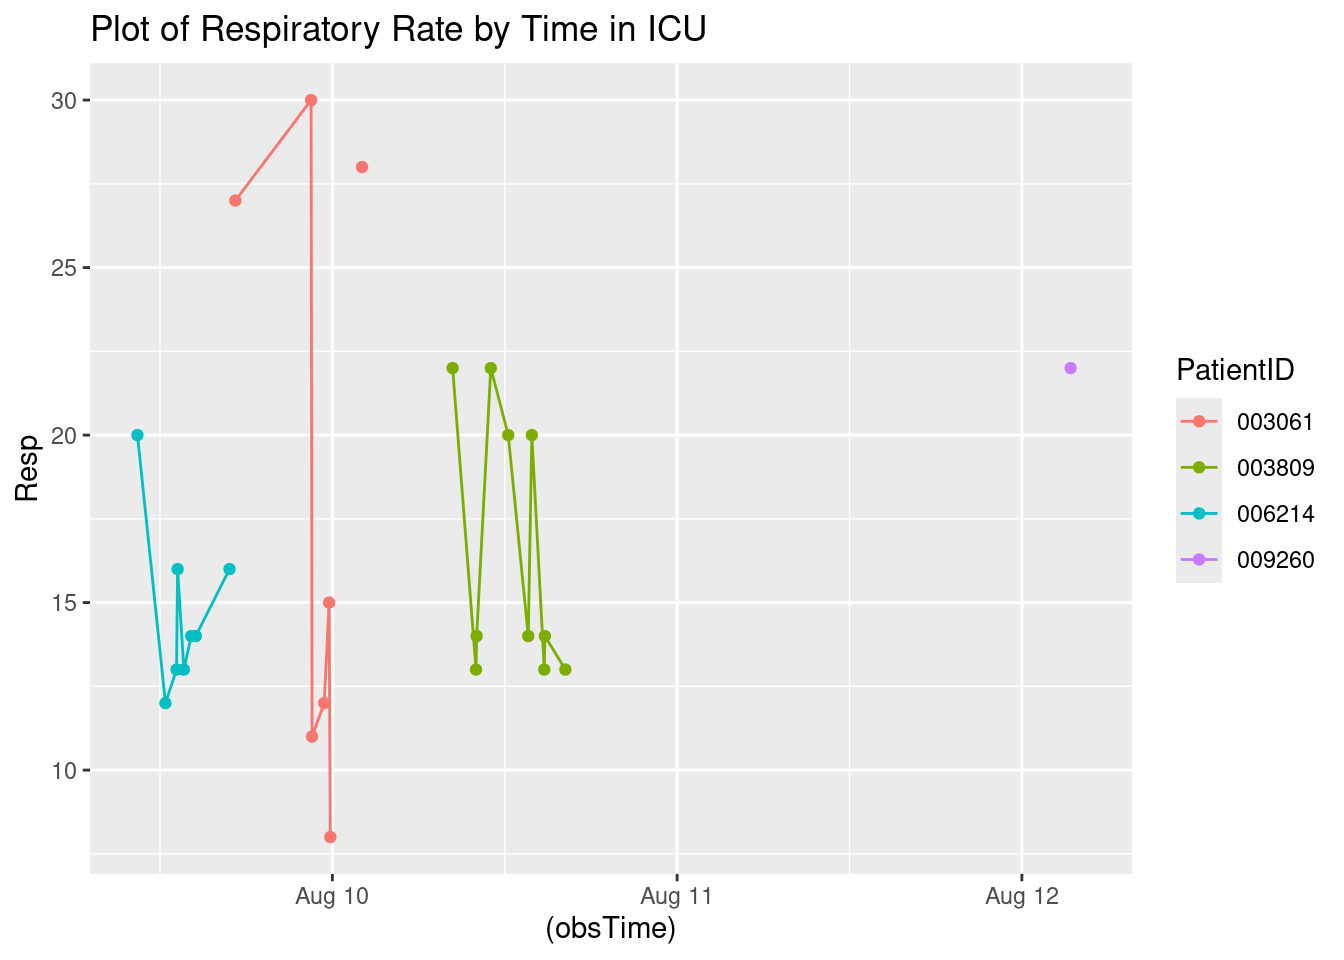 Plot of Respiratory Rate by Time in ICU
30
25
20
15
10
Resp
Aug 10
Aug 11
Aug 12
(obsTime)
PatientID
003061
003809
006214
009260